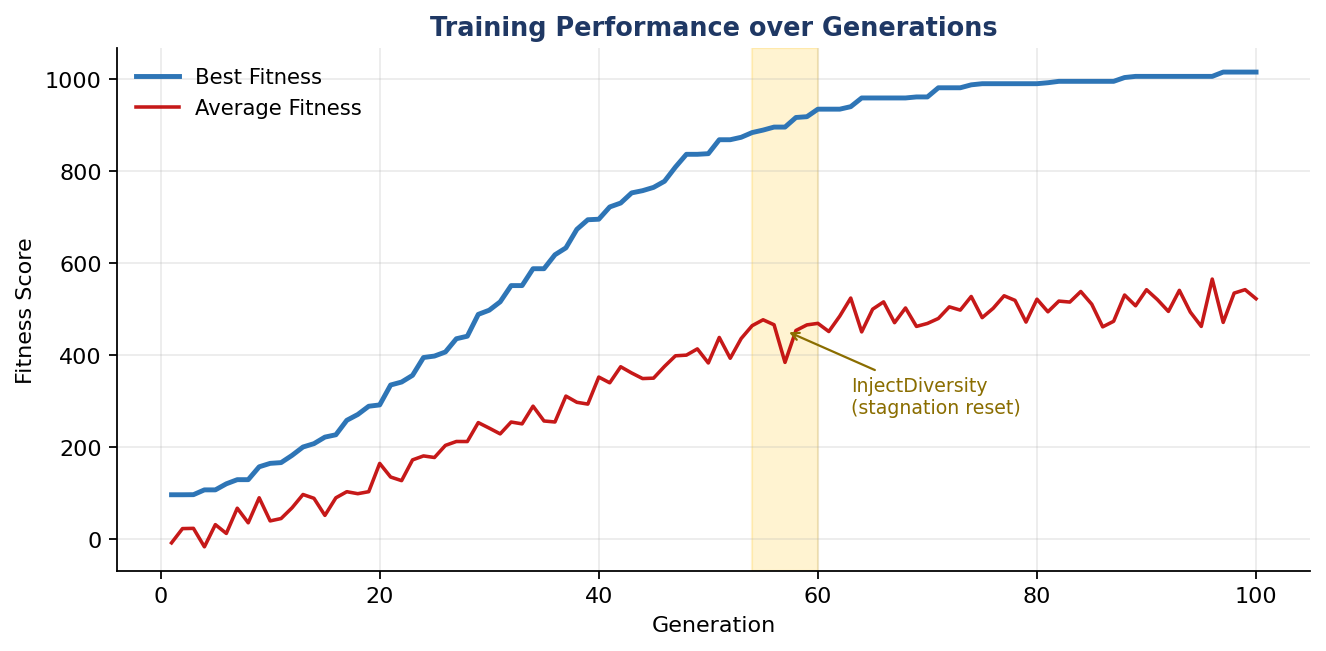 Training Performance over Generations
Best Fitness
Average Fitness
1000
800
600
400
200
0
Fitness Score
InjectDiversity
(stagnation reset)
0
20
40
60
80
100
Generation